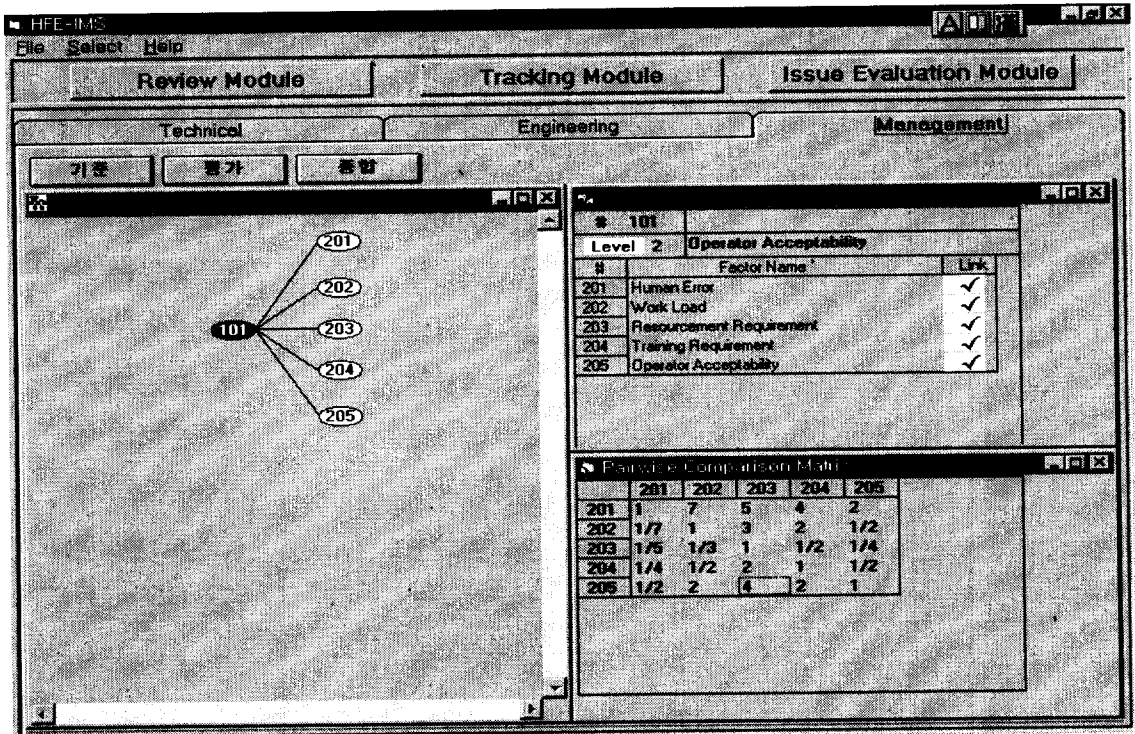 HFE-IMS
File Select Help
Review Module Tracking Module Issue Evaluation Module
Technical Engineering Management
기준 평가 종합
# 101
Level 2 Operator Acceptability
# Factor Name Link
201 Human Error ✓
202 Work Load ✓
203 Resourcement Requirement ✓
204 Training Requirement ✓
205 Operator Acceptability ✓
201
202
101 203
204
205
Pairwise Comparison Matri
201 202 203 204 205
201 1 7 5 4 2
202 1/7 1 3 2 1/2
203 1/5 1/3 1 1/2 1/4
204 1/4 1/2 2 1 1/2
205 1/2 2 4 2 1